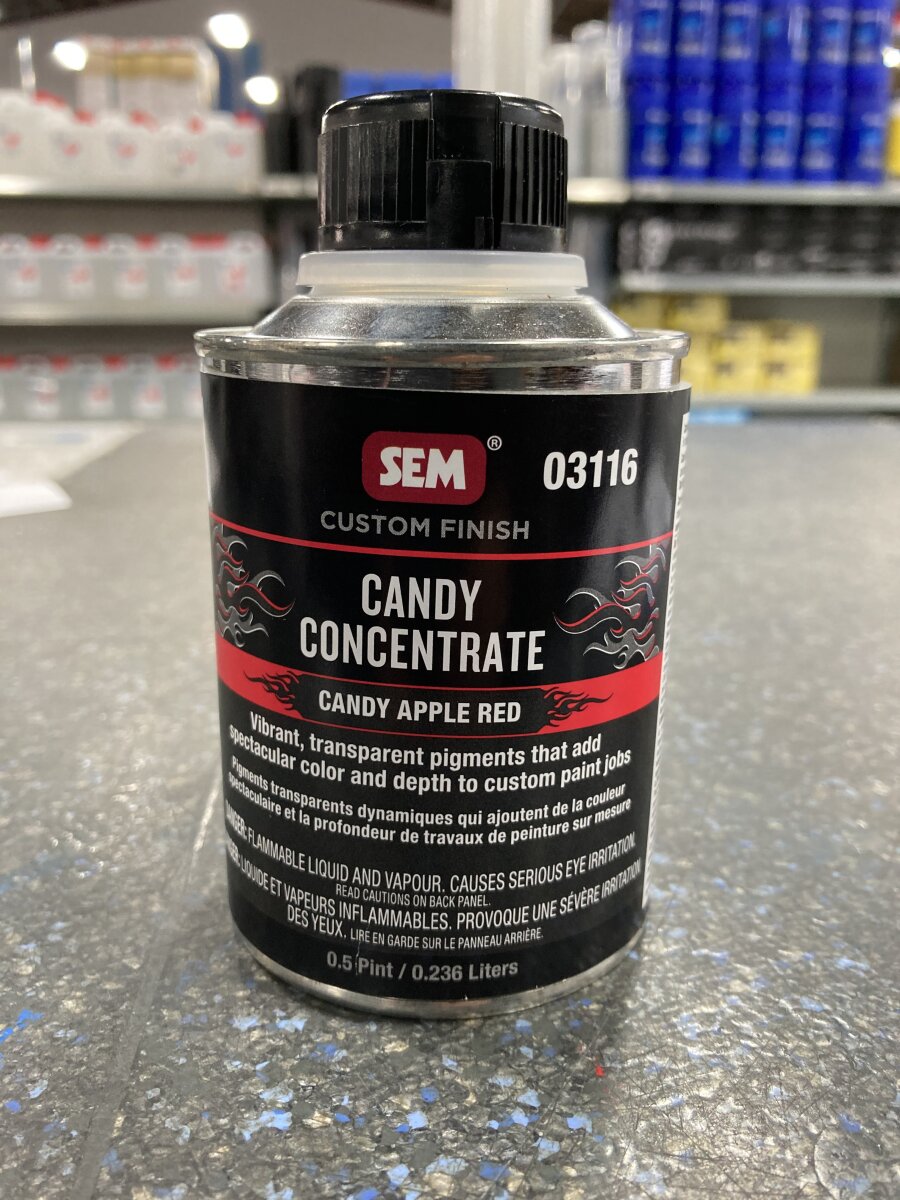 SEM®
03116
CUSTOM FINISH
CANDY
CONCENTRATE
CANDY APPLE RED
Vibrant, transparent pigments that add
spectacular color and depth to custom paint jobs
Pigments transparents dynamiques qui ajoutent de la couleur
spectaculaire et la profondeur de travaux de peinture sur mesure
DANGER: FLAMMABLE LIQUID AND VAPOUR. CAUSES SERIOUS EYE IRRITATION.
READ CAUTIONS ON BACK PANEL.
LIQUIDE ET VAPEURS INFLAMMABLES. PROVOQUE UNE SÉVÈRE IRRITATION
DES YEUX. LIRE EN GARDE SUR LE PANNEAU ARRIÈRE.
0.5 Pint / 0.236 Liters